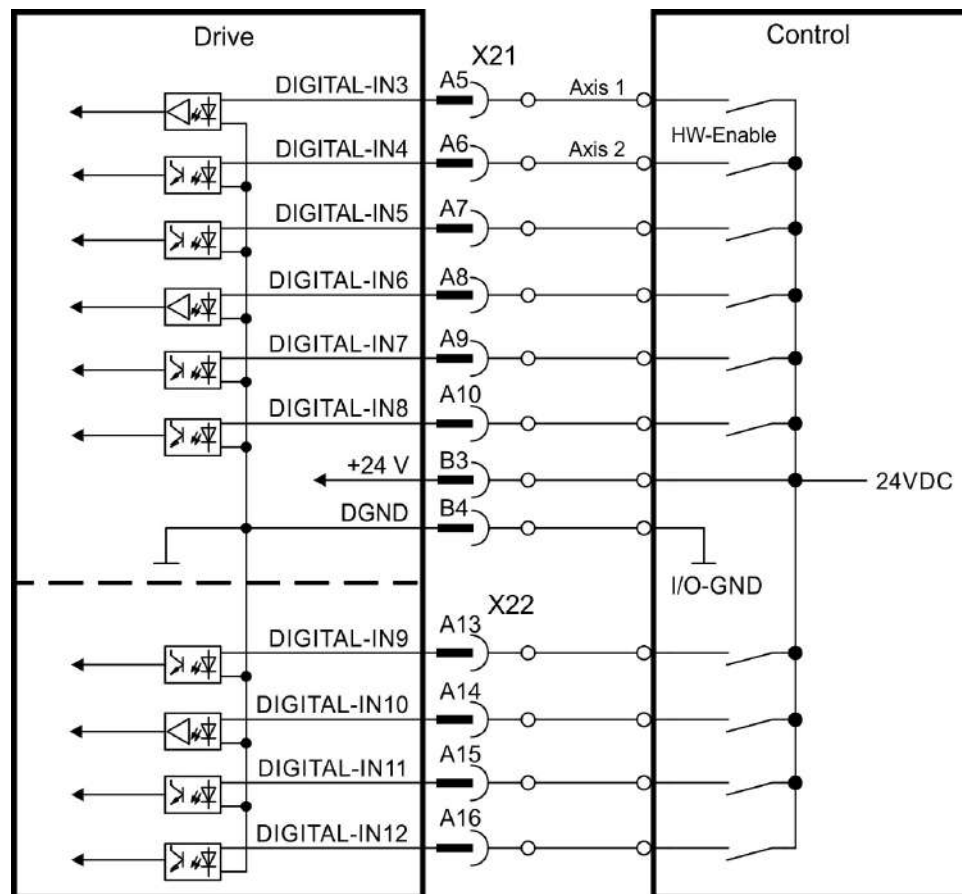 Drive
Control
X21
DIGITAL-IN3 A5 Axis 1
HW-Enable
DIGITAL-IN4 A6 Axis 2
DIGITAL-IN5 A7
DIGITAL-IN6 A8
DIGITAL-IN7 A9
DIGITAL-IN8 A10
+24 V B3 24VDC
DGND B4
I/O-GND
X22
DIGITAL-IN9 A13
DIGITAL-IN10 A14
DIGITAL-IN11 A15
DIGITAL-IN12 A16